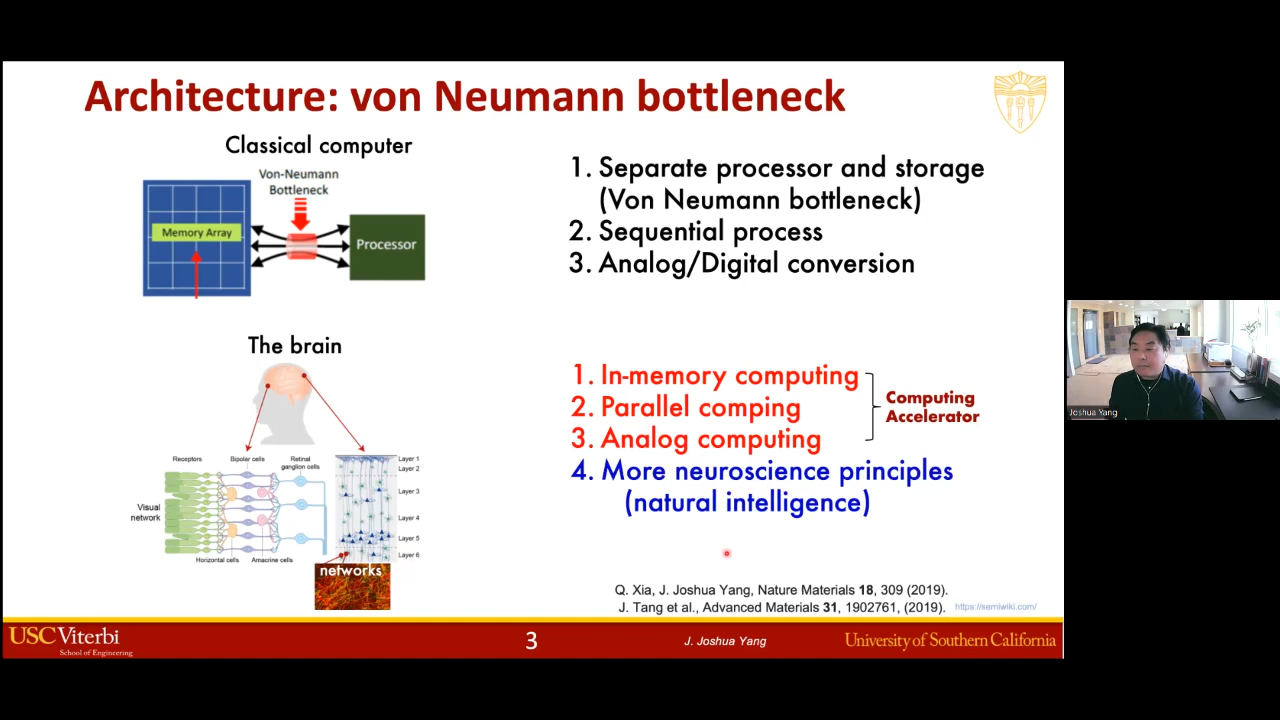 Architecture: von Neumann bottleneck
Classical computer
Von-Neumann
Bottleneck
Memory Array
Processor
1. Separate processor and storage
(Von Neumann bottleneck)
2. Sequential process
3. Analog/Digital conversion
The brain
Receptors
Bipolar cells
Retinal
ganglion cells
Visual
network
Horizontal cells
Amacrine cells
Layer 1
Layer 2
Layer 3
Layer 4
Layer 5
Layer 6
networks
1. In-memory computing
2. Parallel comping
3. Analog computing
Computing
Accelerator
4. More neuroscience principles
(natural intelligence)
Q. Xia, J. Joshua Yang, Nature Materials 18, 309 (2019).
J. Tang et al., Advanced Materials 31, 1902761, (2019).
https://semiwiki.com/
USC Viterbi
School of Engineering
3
J. Joshua Yang
University of Southern California
Joshua Yang